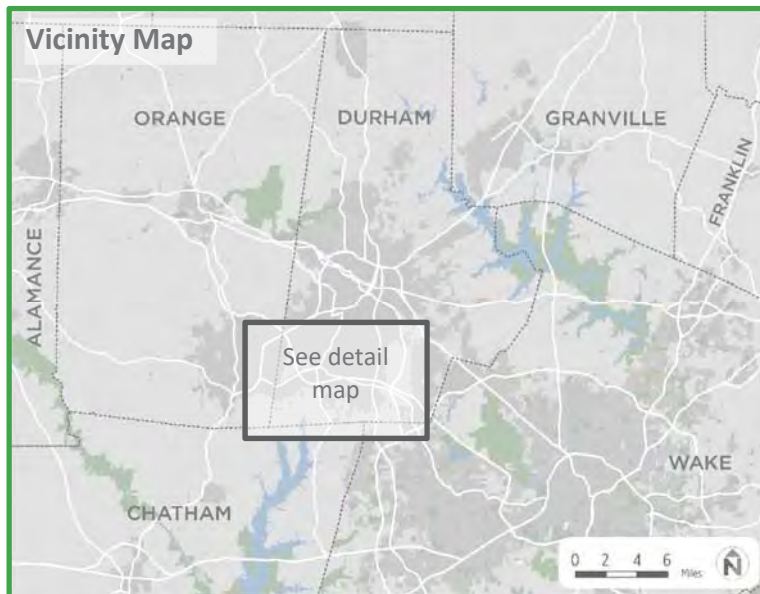 Vicinity Map
ORANGE
DURHAM
GRANVILLE
FRANKLIN
ALAMANCE
See detail
map
WAKE
CHATHAM
0 2 4 6
Miles
N